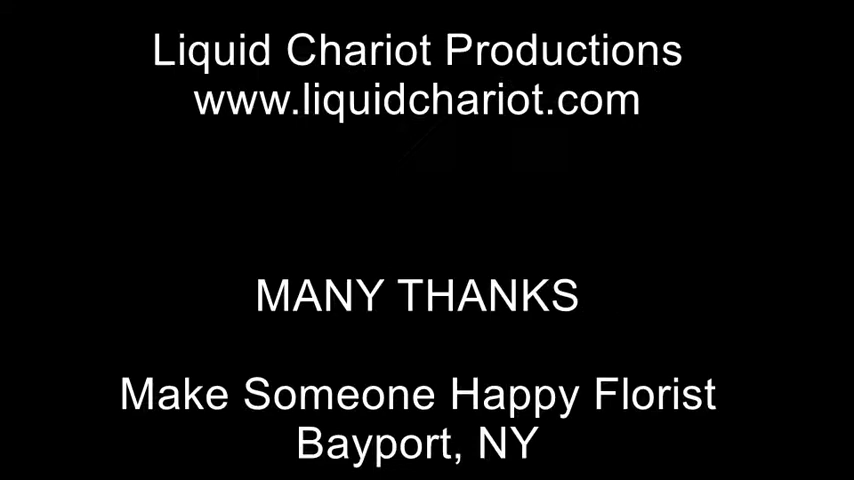 Liquid Chariot Productions
www.liquidchariot.com
MANY THANKS
Make Someone Happy Florist
Bayport, NY